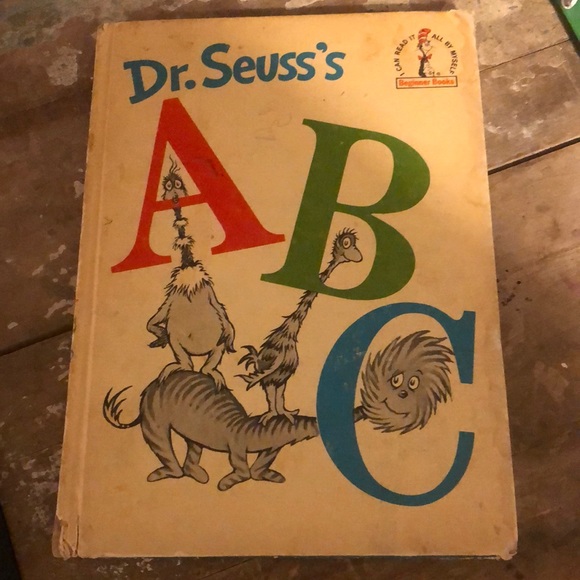 Dr. Seuss's
I CAN READ IT ALL BY MYSELF
Beginner Books
A
B
C